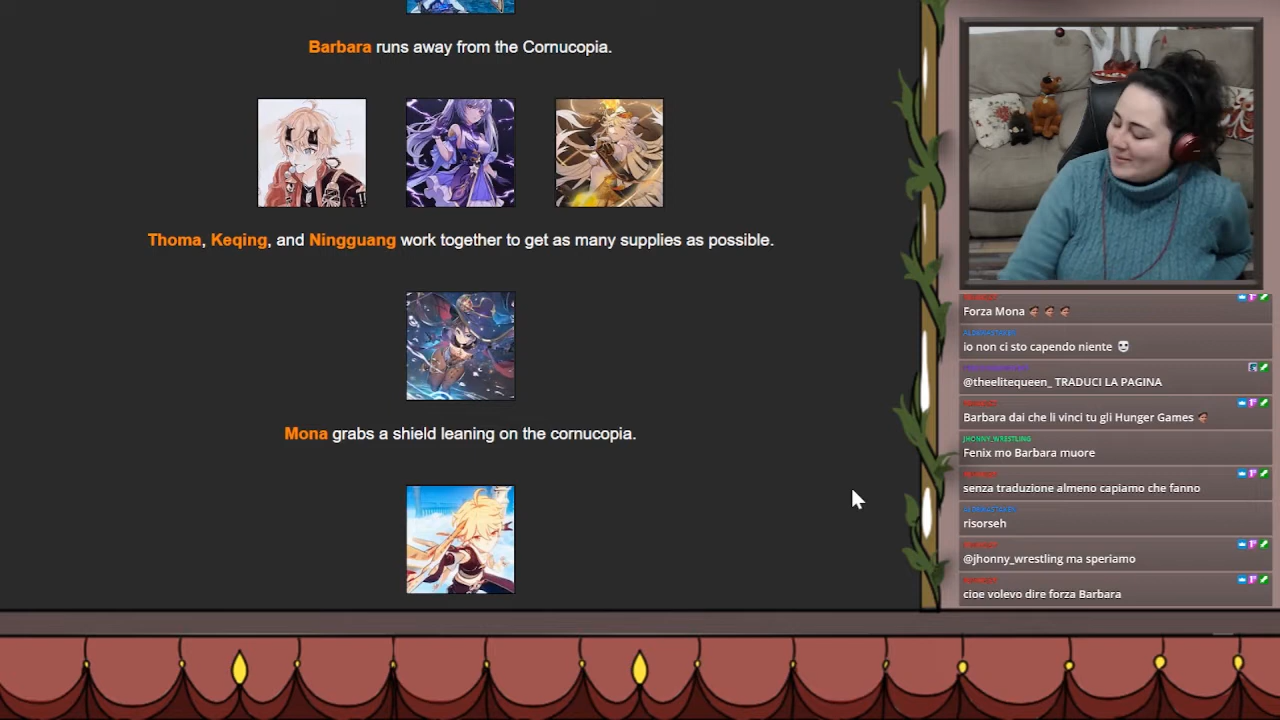 Barbara runs away from the Cornucopia.
Thoma, Keqing, and Ningguang work together to get as many supplies as possible.
Mona grabs a shield leaning on the cornucopia.
Forza Mona
io non ci sto capendo niente
@theelitequeen_ TRADUCI LA PAGINA
Barbara dai che li vinci tu gli Hunger Games
JHONNY_WRESTLING
Fenix mo Barbara muore
senza traduzione almeno capiamo che fanno
risorseh
@jhonny_wrestling ma speriamo
cioe volevo dire forza Barbara